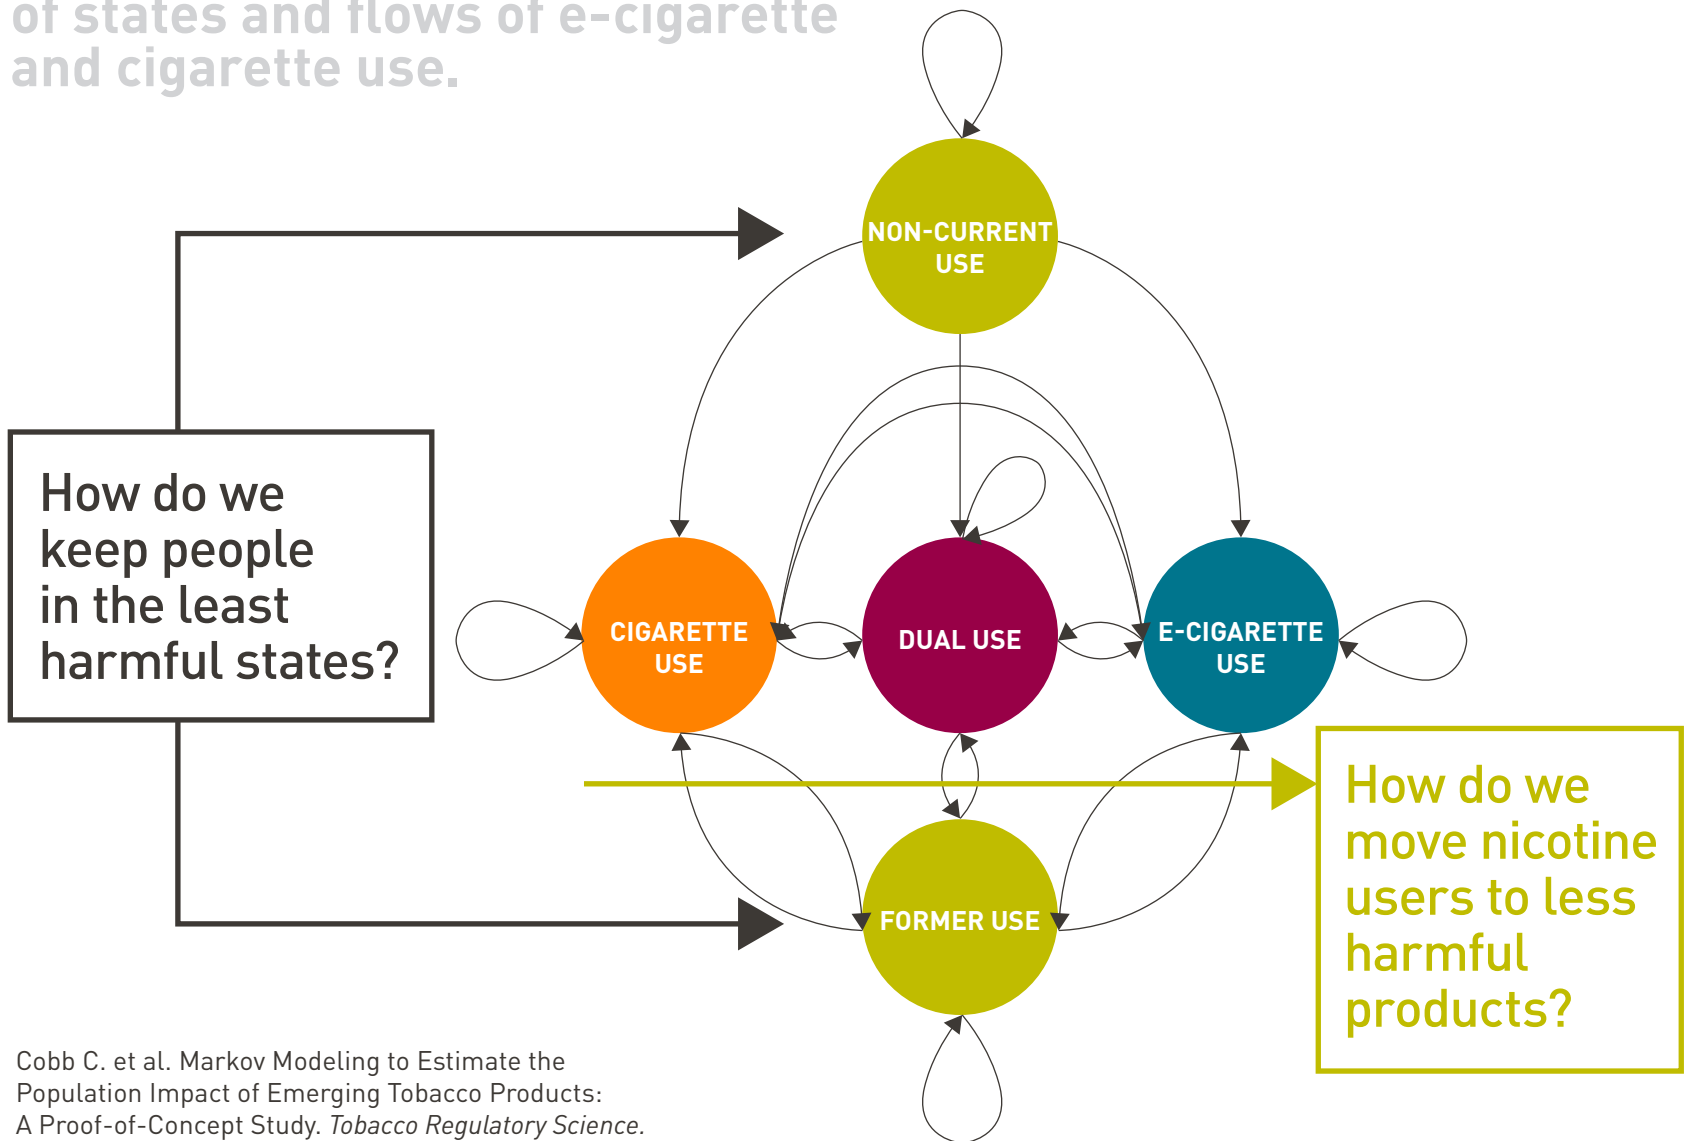 of states and flows of e-cigarette
and cigarette use.
NON-CURRENT
USE
How do we
keep people
in the least
harmful states?
CIGARETTE
USE
DUAL USE
E-CIGARETTE
USE
FORMER USE
How do we
move nicotine
users to less
harmful
products?
Cobb C. et al. Markov Modeling to Estimate the
Population Impact of Emerging Tobacco Products:
A Proof-of-Concept Study. Tobacco Regulatory Science.